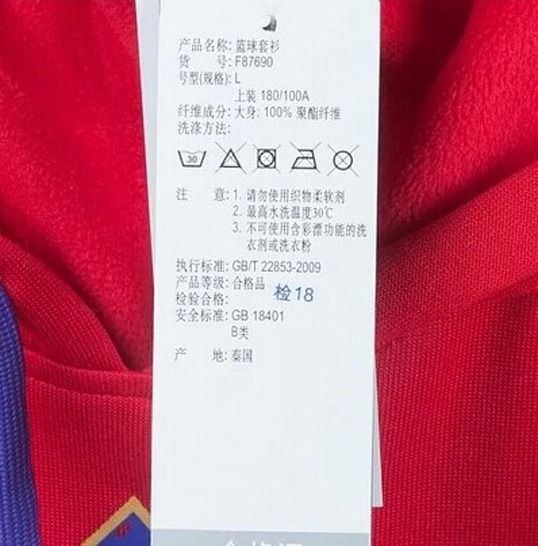 产品名称: 篮球套衫
货 号: F87690
号型(规格): L
上装 180/100A
纤维成分: 大身: 100% 聚酯纤维
洗涤方法:
30
注 意: 1. 请勿使用织物柔软剂
2. 最高水洗温度30℃
3. 不可使用含彩漂功能的洗
衣剂或洗衣粉
执行标准: GB/T 22853-2009
产品等级: 合格品
检验合格: 检18
安全标准: GB 18401
B类
产 地: 泰国